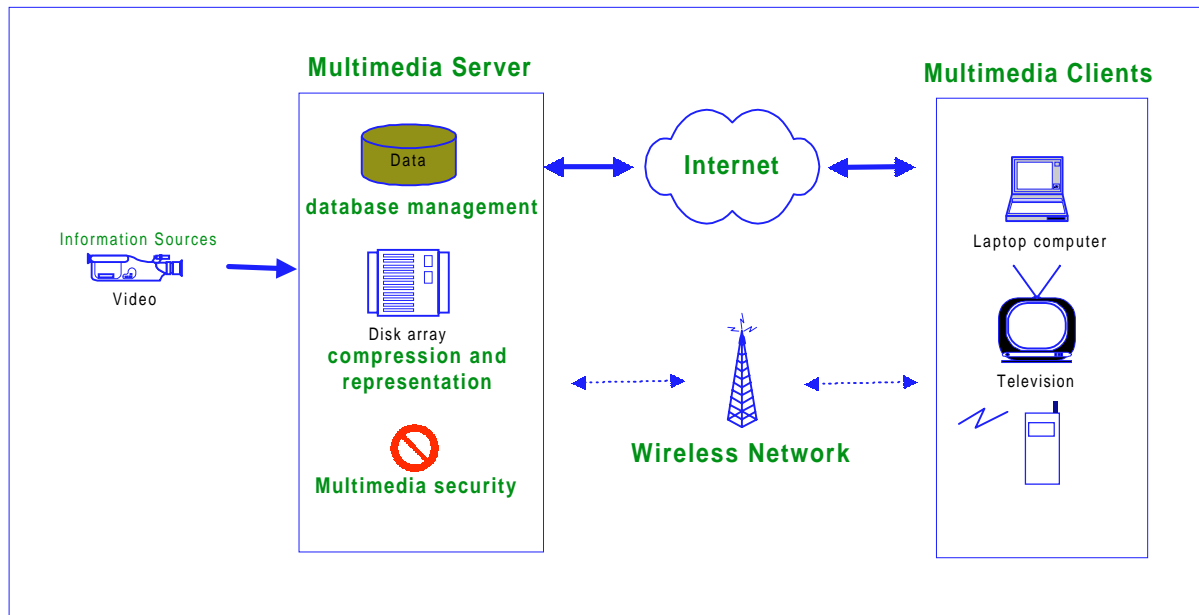 Multimedia Server
Multimedia Clients
Data
Internet
database management
Information Sources
Laptop computer
Video
Disk array
compression and
representation
Television
Wireless Network
Multimedia security